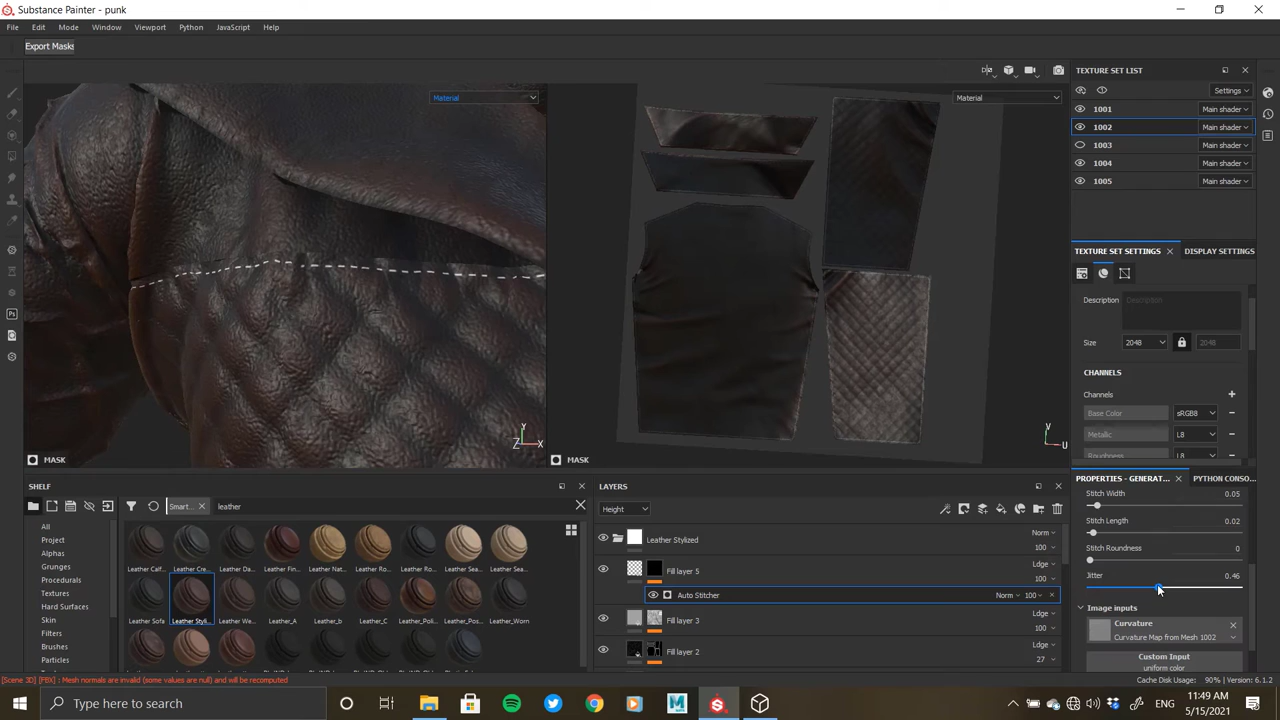 Substance Painter - punk
File Edit Mode Window Viewport Python JavaScript Help
Export Masks
Material
Material
MASK
MASK
Y
Z X
V
U
TEXTURE SET LIST
Settings
1001 Main shader
1002 Main shader
1003 Main shader
1004 Main shader
1005 Main shader
TEXTURE SET SETTINGS DISPLAY SETTINGS
Description Description
Size 2048 2048
CHANNELS
Channels
Base Color sRGB8
Metallic L8
Roughness L8
PROPERTIES - GENERAT... PYTHON CONSO...
Stitch Width 0.05
Stitch Length 0.02
Stitch Roundness 0
Jitter 0.46
Image inputs
Curvature
Curvature Map from Mesh 1002
Custom Input
uniform color
SHELF
Smart... leather
All
Project
Alphas
Grunges
Procedurals
Textures
Hard Surfaces
Skin
Filters
Brushes
Particles
Leather Calf... Leather Cre... Leather Da... Leather Fin... Leather Nat... Leather Ro... Leather Sea... Leather Sea... Leather Sea...
Leather Sofa Leather Styli... Leather We... Leather_A Leather_b Leather_C Leather_Poli... Leather_Pos... Leather_Worn
LAYERS
Height
Leather Stylized Norm 100
Fill layer 5 Ldge 100
Auto Stitcher Norm 100
Fill layer 3 Ldge 100
Fill layer 2 Ldge 27
[Scene 3D] [FBX] : Mesh normals are invalid (some values are null) and will be recomputed
Cache Disk Usage: 90% | Version: 6.1.2
Type here to search
Ps
ENG
11:49 AM
5/15/2021